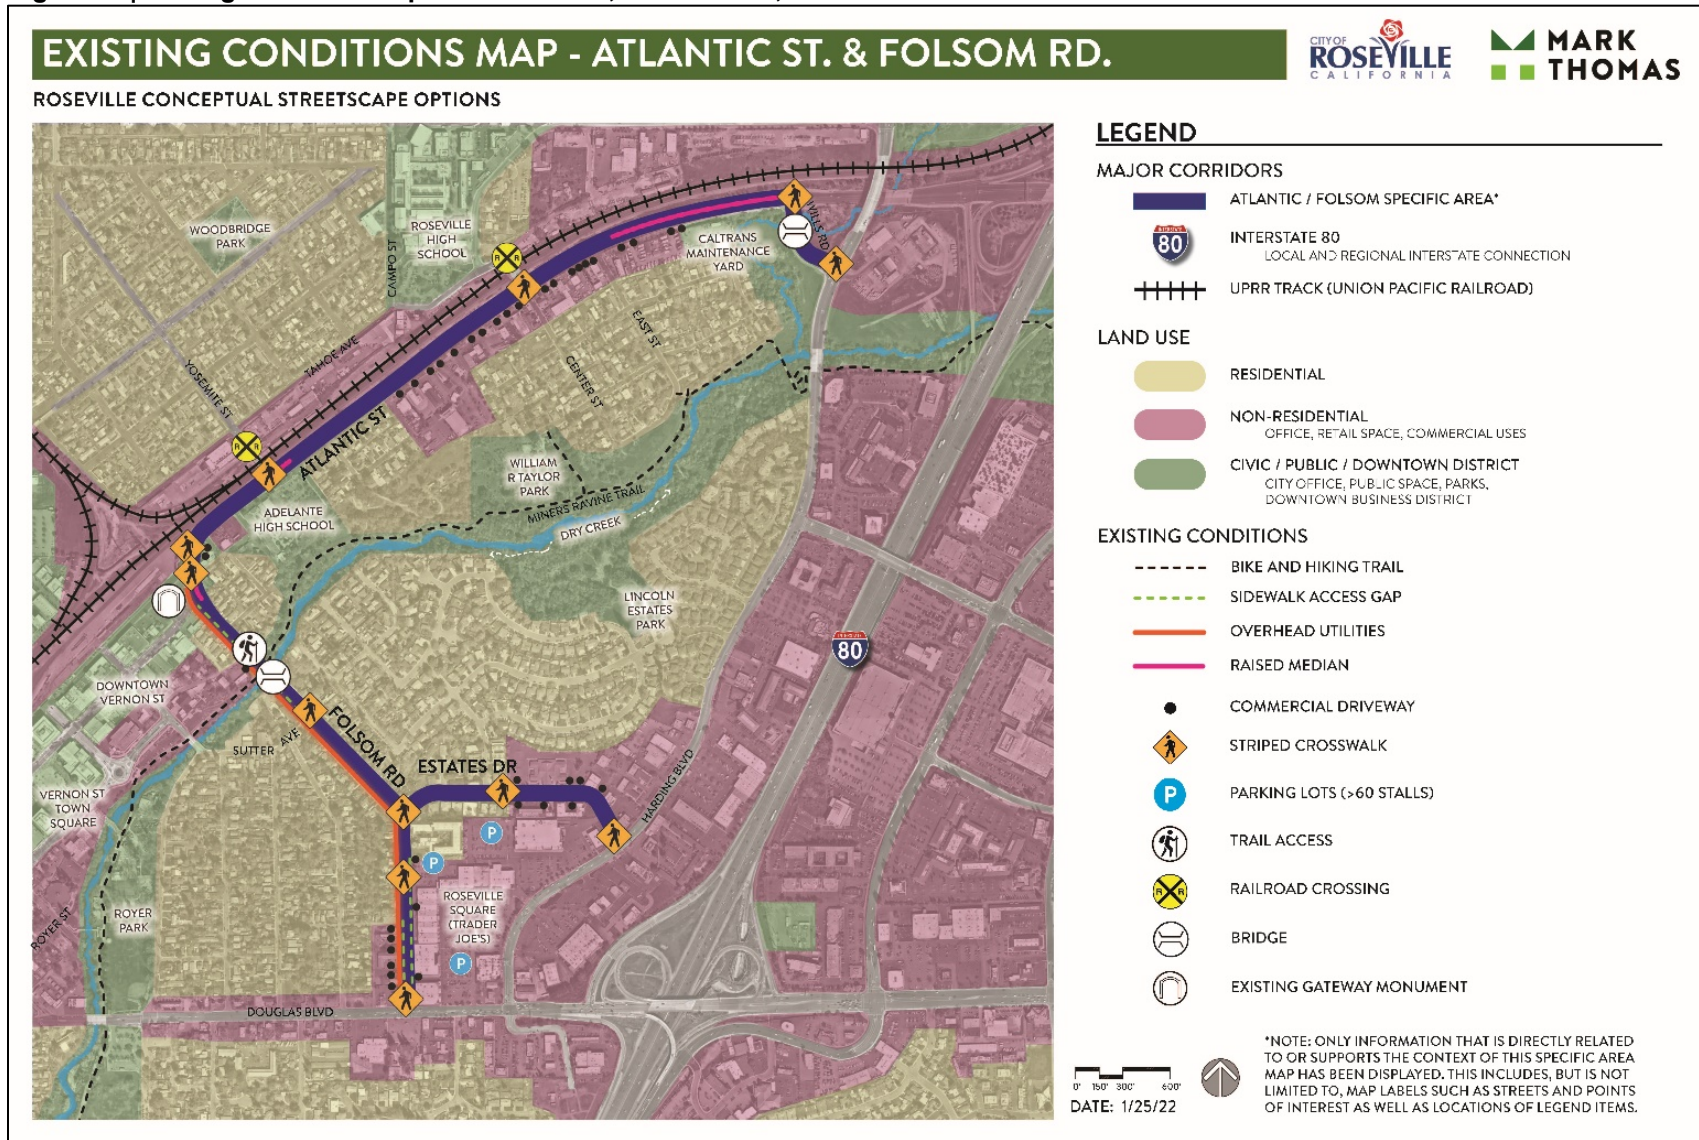 EXISTING CONDITIONS MAP - ATLANTIC ST. & FOLSOM RD.
CITY OF
ROSEVILLE
CALIFORNIA
MARK
THOMAS
ROSEVILLE CONCEPTUAL STREETSCAPE OPTIONS
WOODBRIDGE
PARK
ROSEVILLE
HIGH
SCHOOL
CAMPO ST
CALTRANS
MAINTENANCE
YARD
WILLS RD
R R
TAHOE AVE
YOSEMITE ST
EAST ST
CENTER ST
ATLANTIC ST
R R
WILLIAM
R TAYLOR
PARK
MINERS RAVINE TRAIL
DRY CREEK
ADELANTE
HIGH SCHOOL
LINCOLN
ESTATES
PARK
80
DOWNTOWN
VERNON ST
SUTTER AVE
FOLSOM RD
ESTATES DR
HARDING BLVD
VERNON ST
TOWN
SQUARE
P
P
ROSEVILLE
SQUARE
(TRADER
JOE'S)
P
ROYER ST
ROYER
PARK
DOUGLAS BLVD
LEGEND
MAJOR CORRIDORS
ATLANTIC / FOLSOM SPECIFIC AREA*
80
INTERSTATE 80
LOCAL AND REGIONAL INTERSTATE CONNECTION
UPRR TRACK (UNION PACIFIC RAILROAD)
LAND USE
RESIDENTIAL
NON-RESIDENTIAL
OFFICE, RETAIL SPACE, COMMERCIAL USES
CIVIC / PUBLIC / DOWNTOWN DISTRICT
CITY OFFICE, PUBLIC SPACE, PARKS,
DOWNTOWN BUSINESS DISTRICT
EXISTING CONDITIONS
BIKE AND HIKING TRAIL
SIDEWALK ACCESS GAP
OVERHEAD UTILITIES
RAISED MEDIAN
COMMERCIAL DRIVEWAY
STRIPED CROSSWALK
P
PARKING LOTS (>60 STALLS)
TRAIL ACCESS
R R
RAILROAD CROSSING
BRIDGE
EXISTING GATEWAY MONUMENT
0' 150' 300' 600'
DATE: 1/25/22
*NOTE: ONLY INFORMATION THAT IS DIRECTLY RELATED
TO OR SUPPORTS THE CONTEXT OF THIS SPECIFIC AREA
MAP HAS BEEN DISPLAYED. THIS INCLUDES, BUT IS NOT
LIMITED TO, MAP LABELS SUCH AS STREETS AND POINTS
OF INTEREST AS WELL AS LOCATIONS OF LEGEND ITEMS.